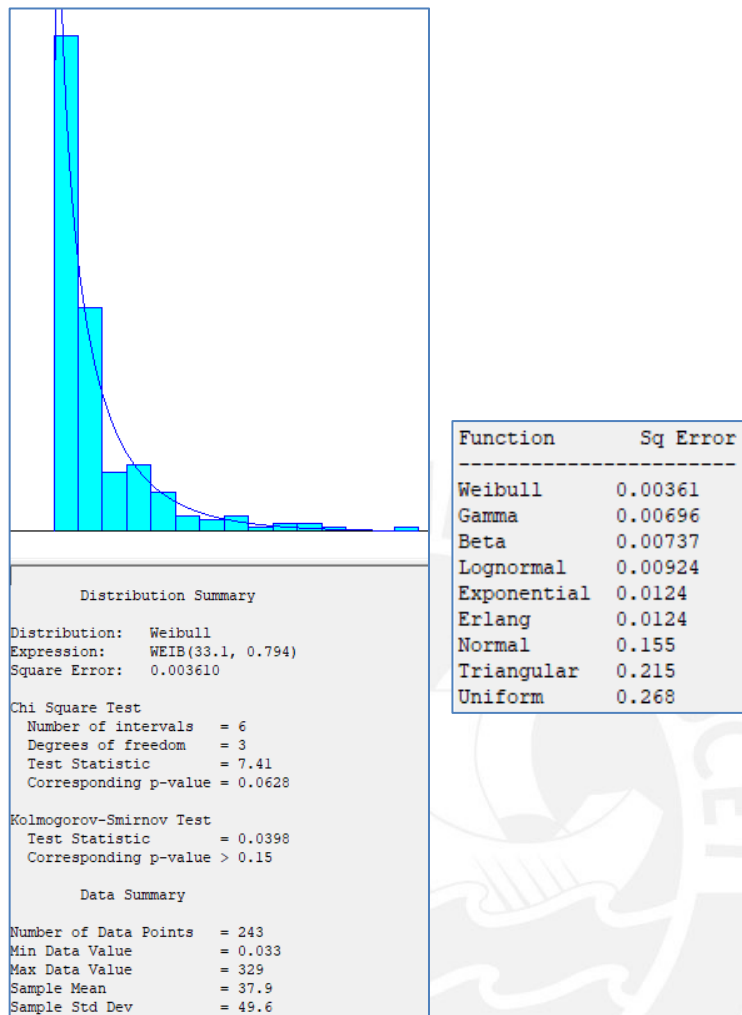 Distribution Summary
Distribution: Weibull
Expression: WEIB(33.1, 0.794)
Square Error: 0.003610
Chi Square Test
Number of intervals = 6
Degrees of freedom = 3
Test Statistic = 7.41
Corresponding p-value = 0.0628
Kolmogorov-Smirnov Test
Test Statistic = 0.0398
Corresponding p-value > 0.15
Data Summary
Number of Data Points = 243
Min Data Value = 0.033
Max Data Value = 329
Sample Mean = 37.9
Sample Std Dev = 49.6
Function Sq Error
-----------------------
Weibull 0.00361
Gamma 0.00696
Beta 0.00737
Lognormal 0.00924
Exponential 0.0124
Erlang 0.0124
Normal 0.155
Triangular 0.215
Uniform 0.268